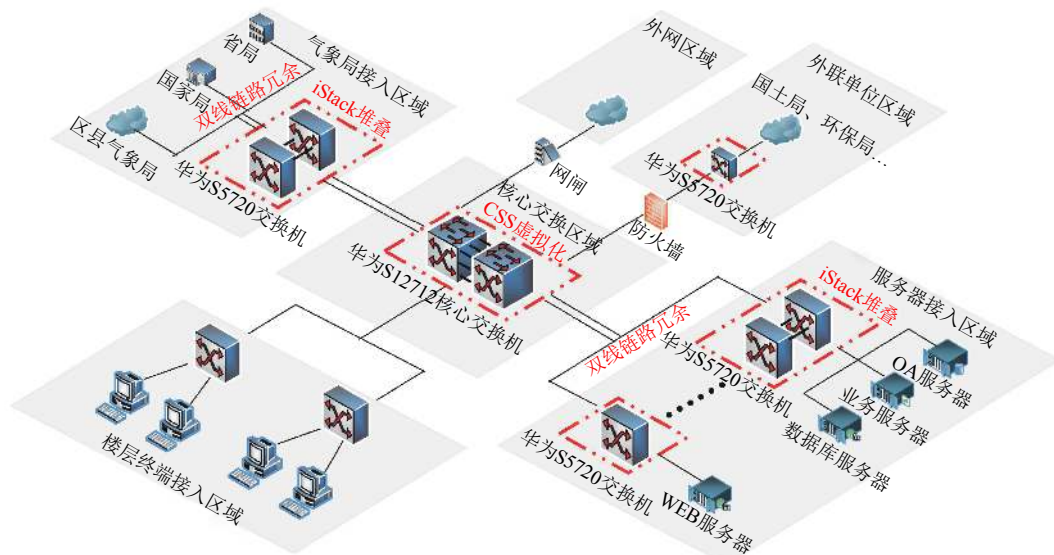 省局
国家局
区县气象局
气象局接入区域
双线链路冗余
iStack堆叠
华为S5720交换机
外网区域
网闸
外联单位区域
国土局、环保局…
华为S5720交换机
防火墙
核心交换区域
CSS虚拟化
华为S12712核心交换机
楼层终端接入区域
服务器接入区域
iStack堆叠
双线链路冗余
华为S5720交换机
OA服务器
业务服务器
数据库服务器
华为S5720交换机
WEB服务器